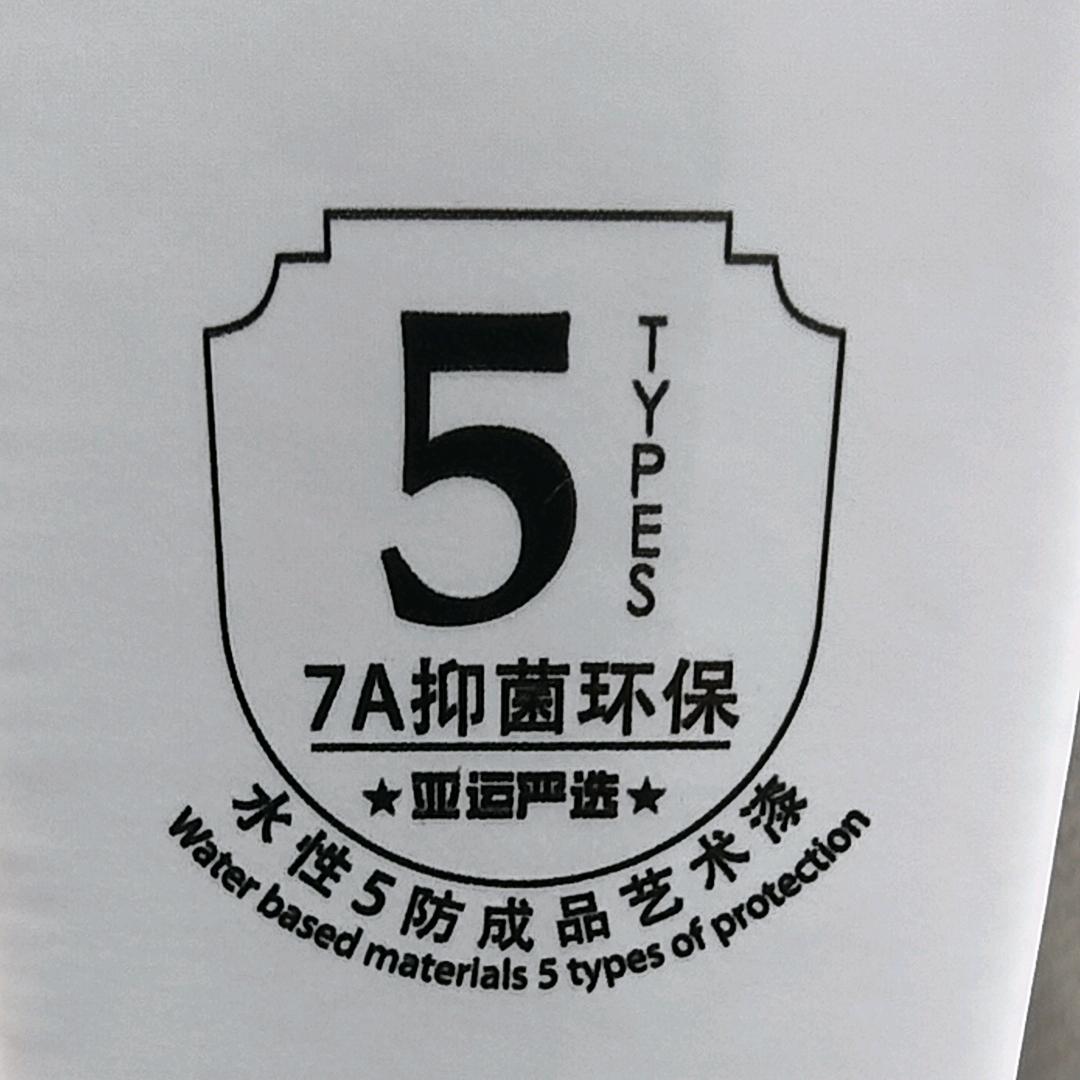 5
TYPES
7A抑菌环保
★亚运严选★
水性5防成品艺术漆
Water based materials 5 types of protection